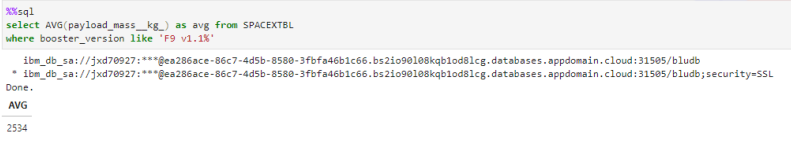 %%sql
select AVG(payload_mass__kg_) as avg from SPACEXTBL
where booster_version like 'F9 v1.1%'
ibm_db_sa://jxd70927:***@ea286ace-86c7-4d5b-8580-3fbfa46b1c66.bs2io90l08kqb1od8lcg.databases.appdomain.cloud:31505/bludb
* ibm_db_sa://jxd70927:***@ea286ace-86c7-4d5b-8580-3fbfa46b1c66.bs2io90l08kqb1od8lcg.databases.appdomain.cloud:31505/bludb;security=SSL
Done.
AVG
2534